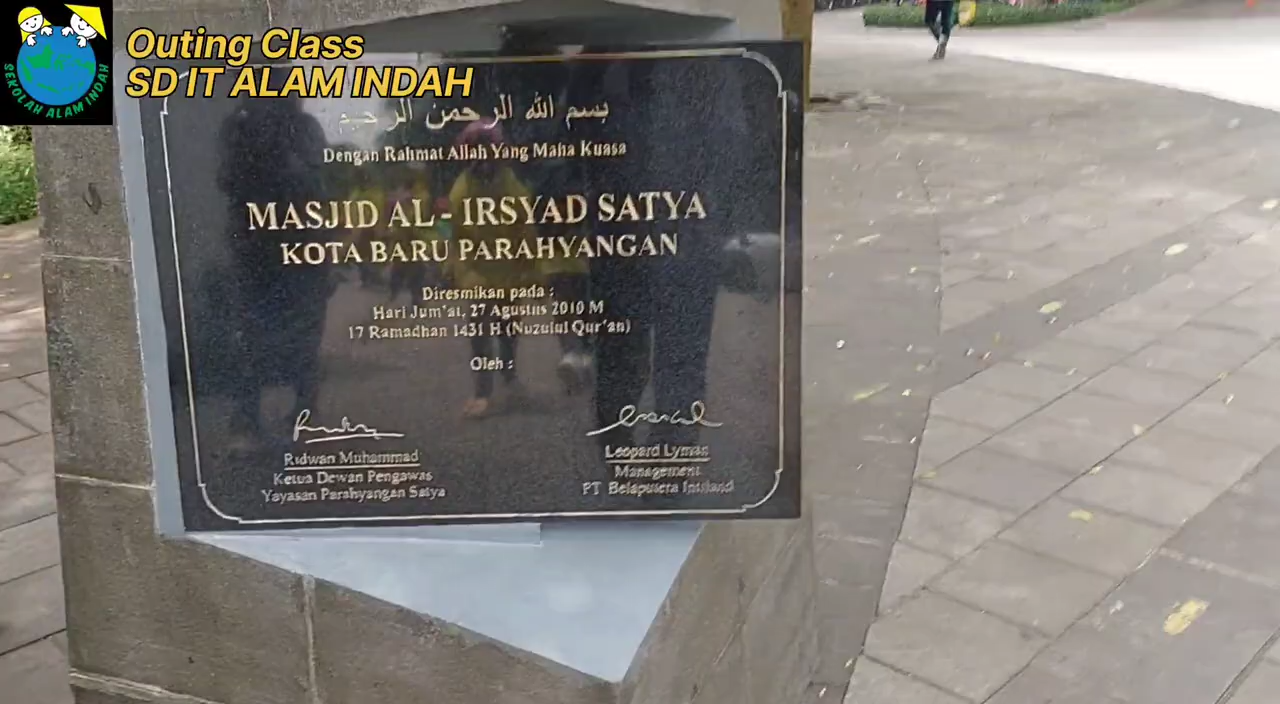 Outing Class
SD IT ALAM INDAH
SEKOLAH ALAM INDAH
بسم الله الرحمن الرحيم
Dengan Rahmat Allah Yang Maha Kuasa
MASJID AL - IRSYAD SATYA
KOTA BARU PARAHYANGAN
Diresmikan pada :
Hari Jum'at, 27 Agustus 2010 M
17 Ramadhan 1431 H (Nuzulul Qur'an)
Oleh :
Ridwan Muhammad
Ketua Dewan Pengawas
Yayasan Parahyangan Satya
Leopard Lyman
Management
PT Belaputera Intiland